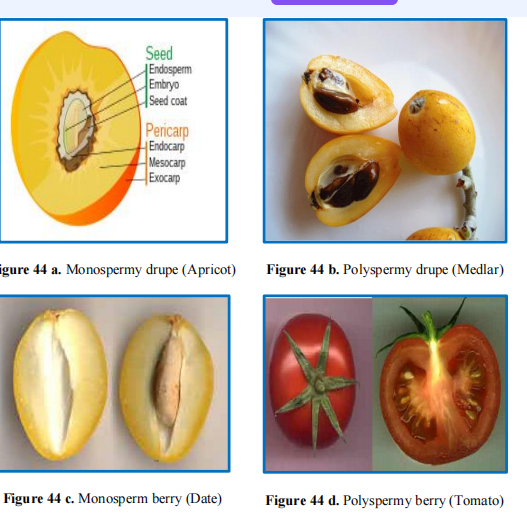 Seed
Endosperm
Embryo
Seed coat
Pericarp
Endocarp
Mesocarp
Exocarp
igure 44 a. Monospermy drupe (Apricot)
Figure 44 b. Polyspermy drupe (Medlar)
Figure 44 c. Monosperm berry (Date)
Figure 44 d. Polyspermy berry (Tomato)